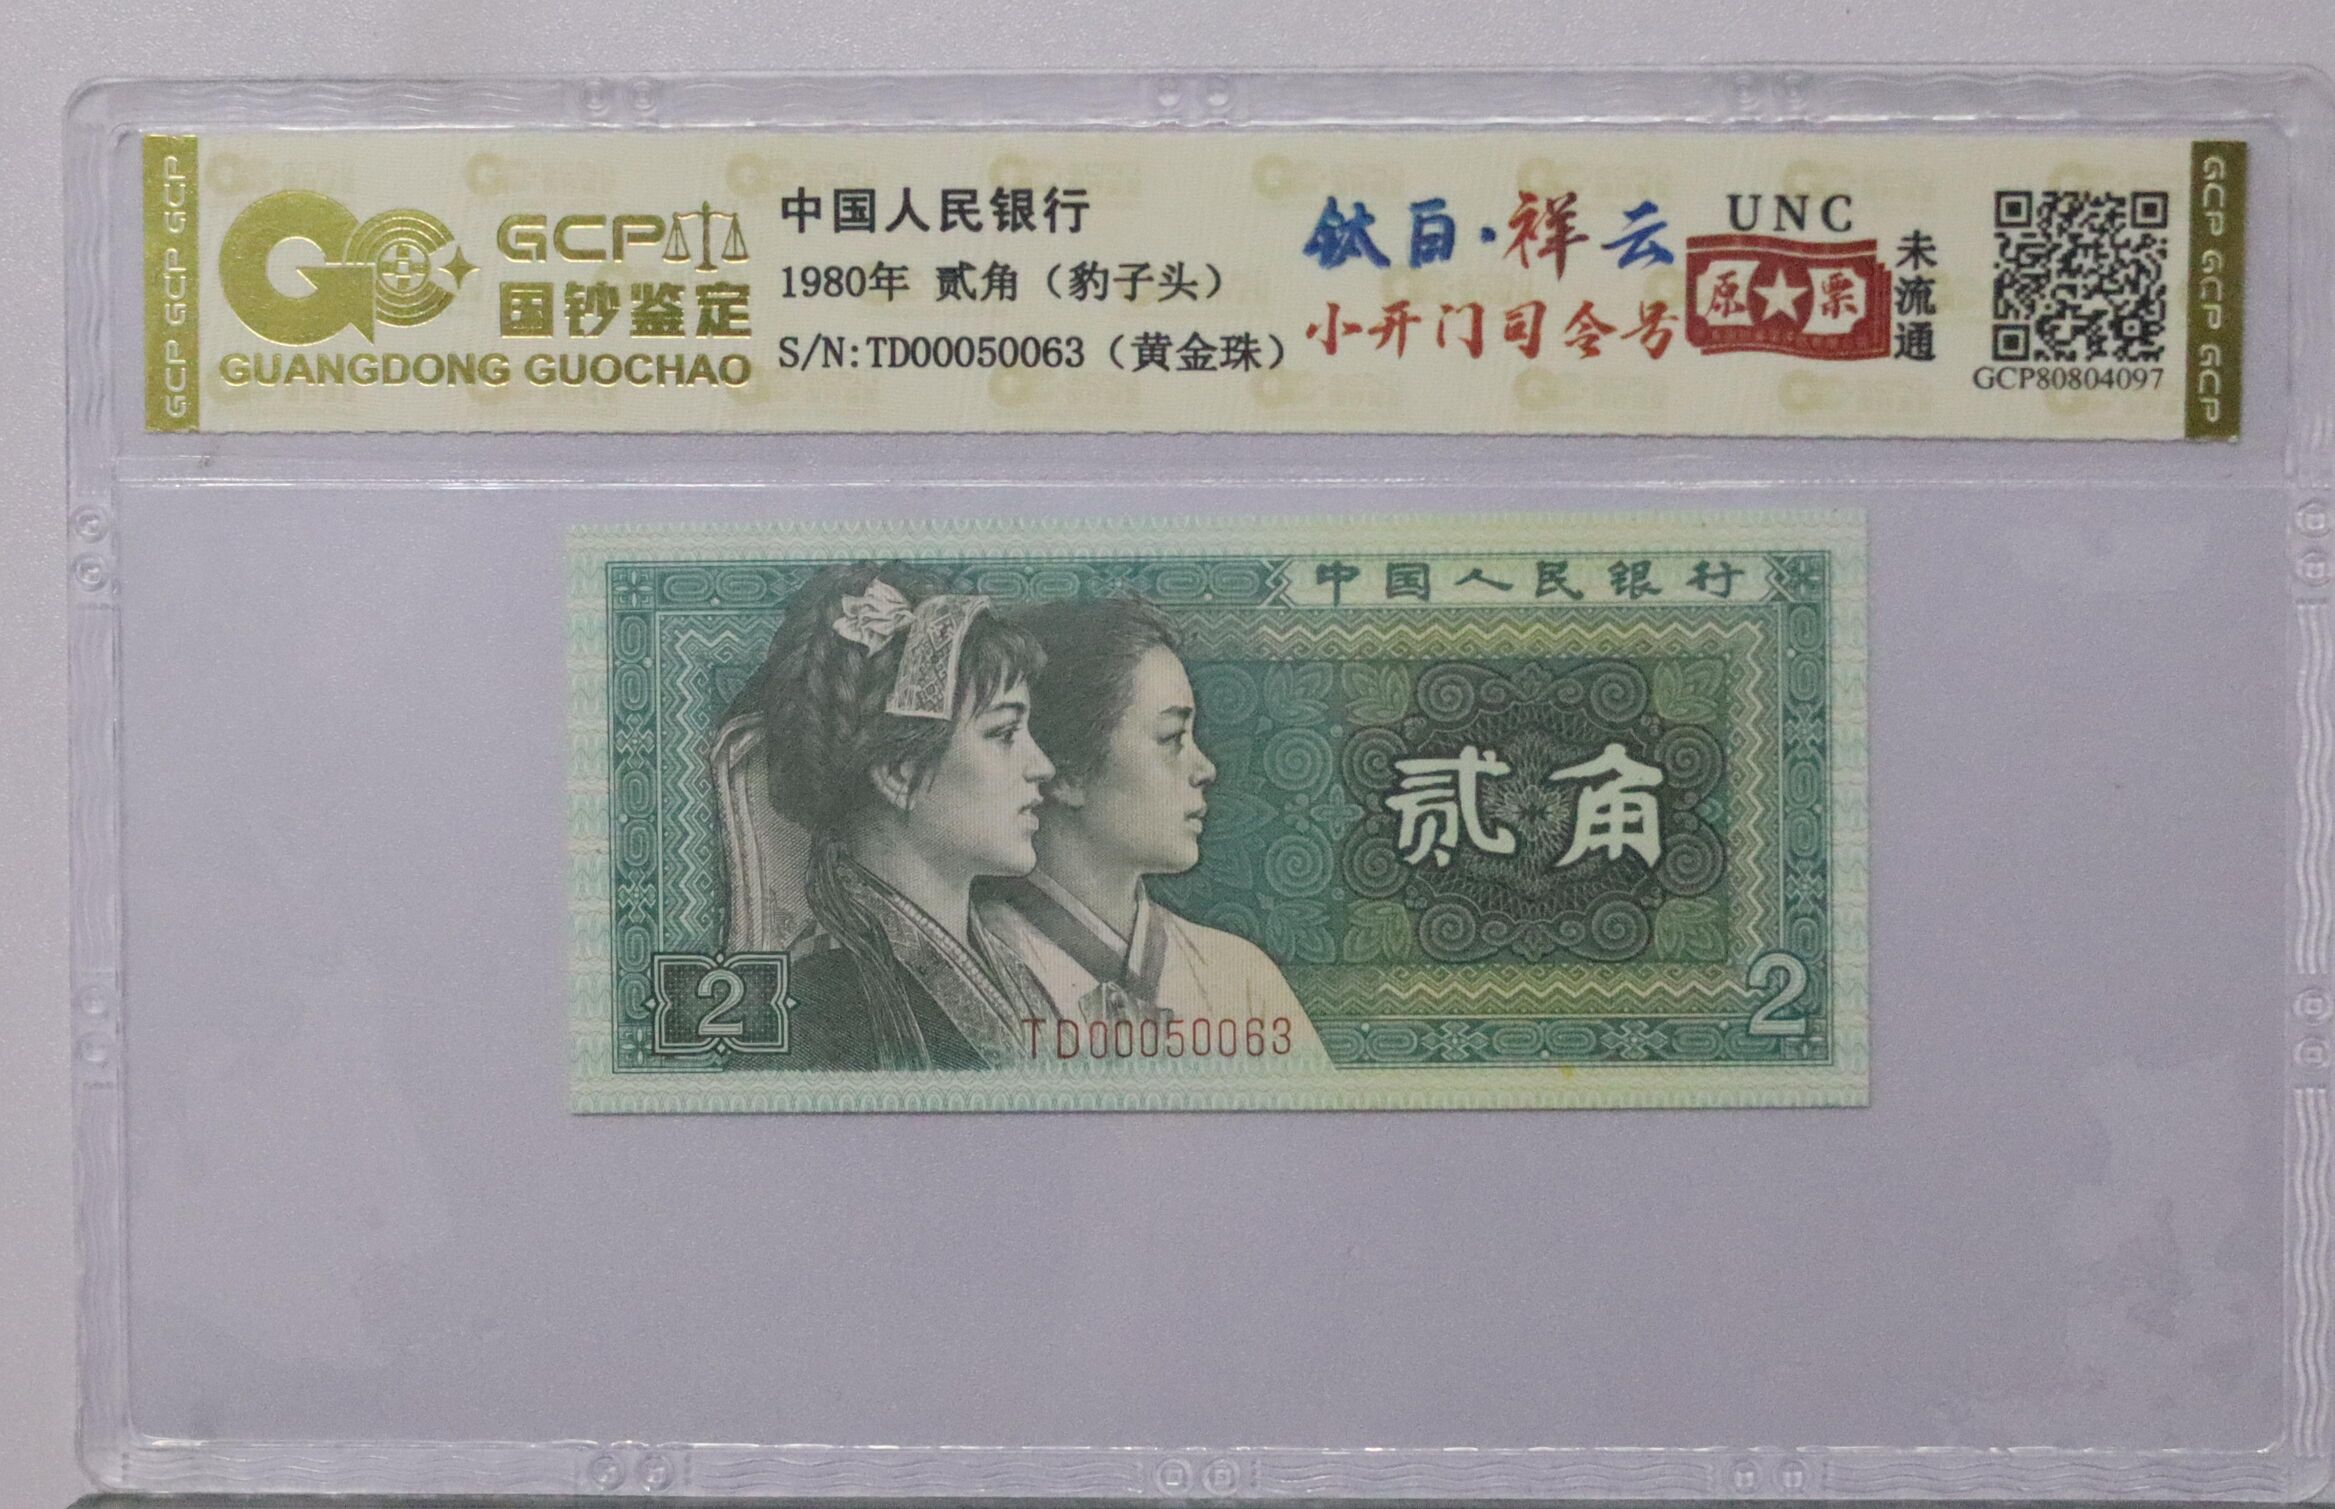 GCP GCP GCP
GCP
国钞鉴定
GUANGDONG GUOCHAO
中国人民银行
1980年 贰角（豹子头）
S/N:TD00050063（黄金珠）
钛白·祥云
小开门司令号
UNC
原★票
未流通
GCP80804097
GCP GCP GCP
中国人民银行
贰角
2
2
TD00050063